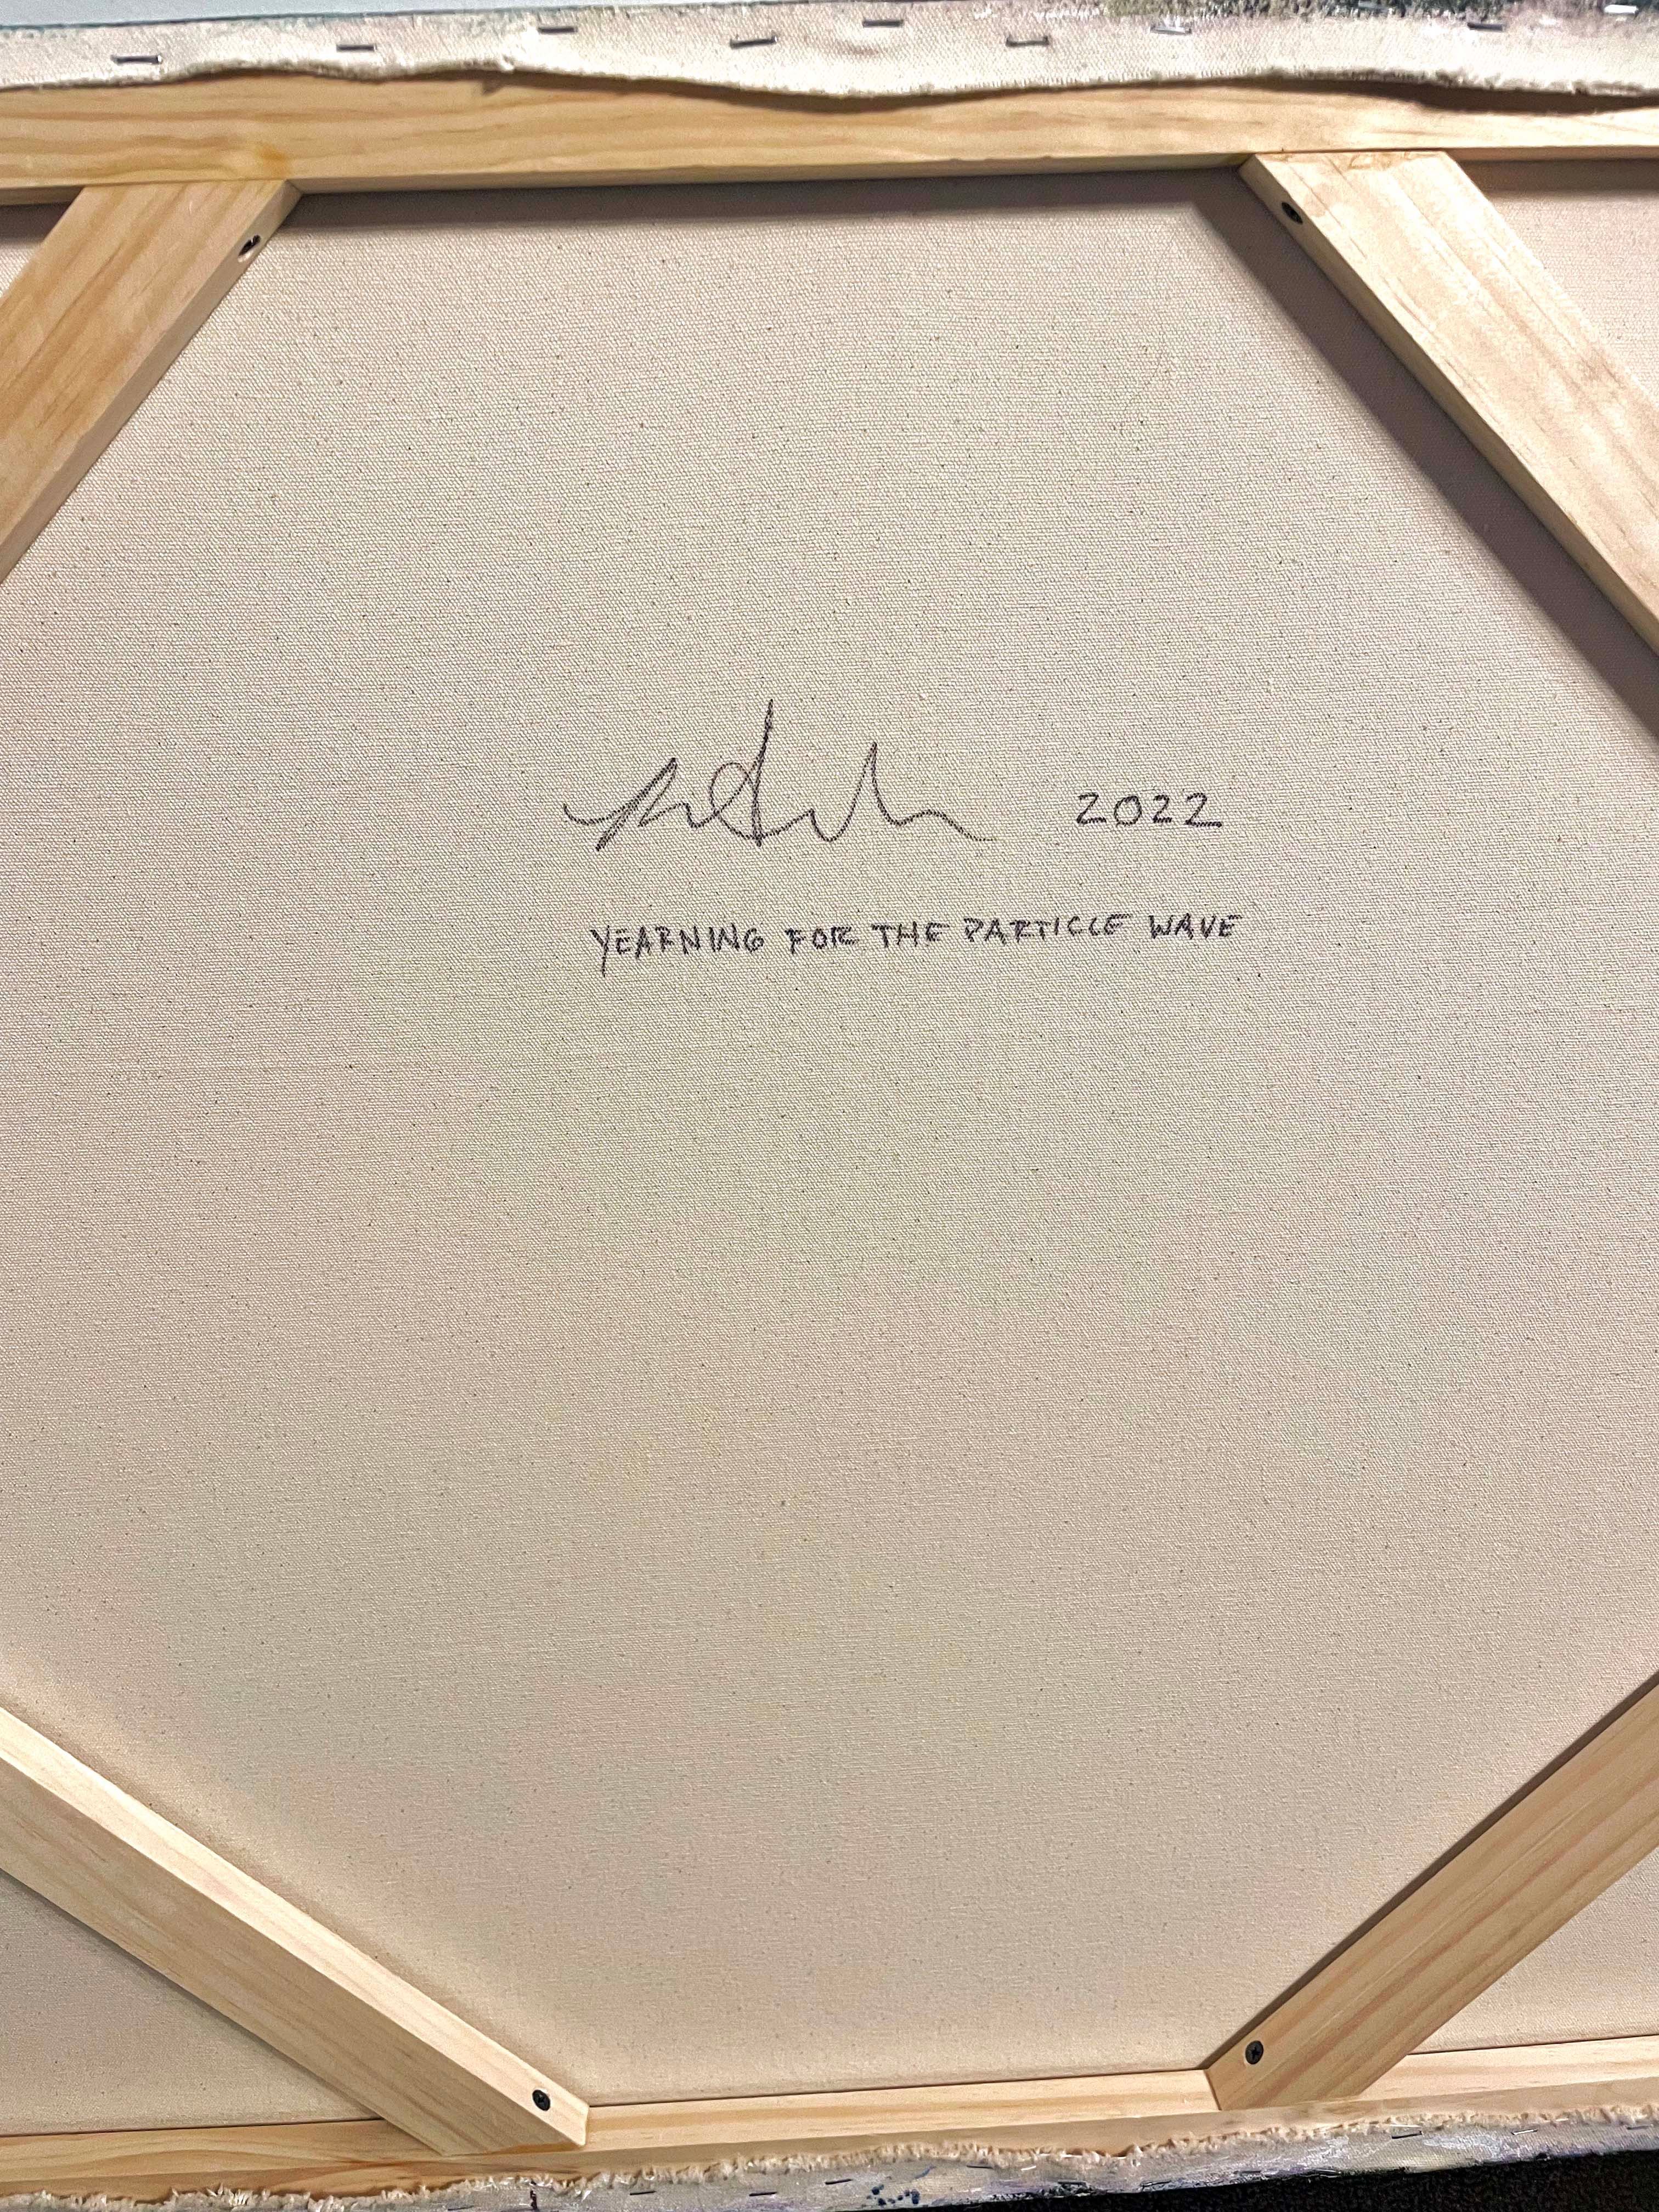 2022
YEARNING FOR THE PARTICLE WAVE